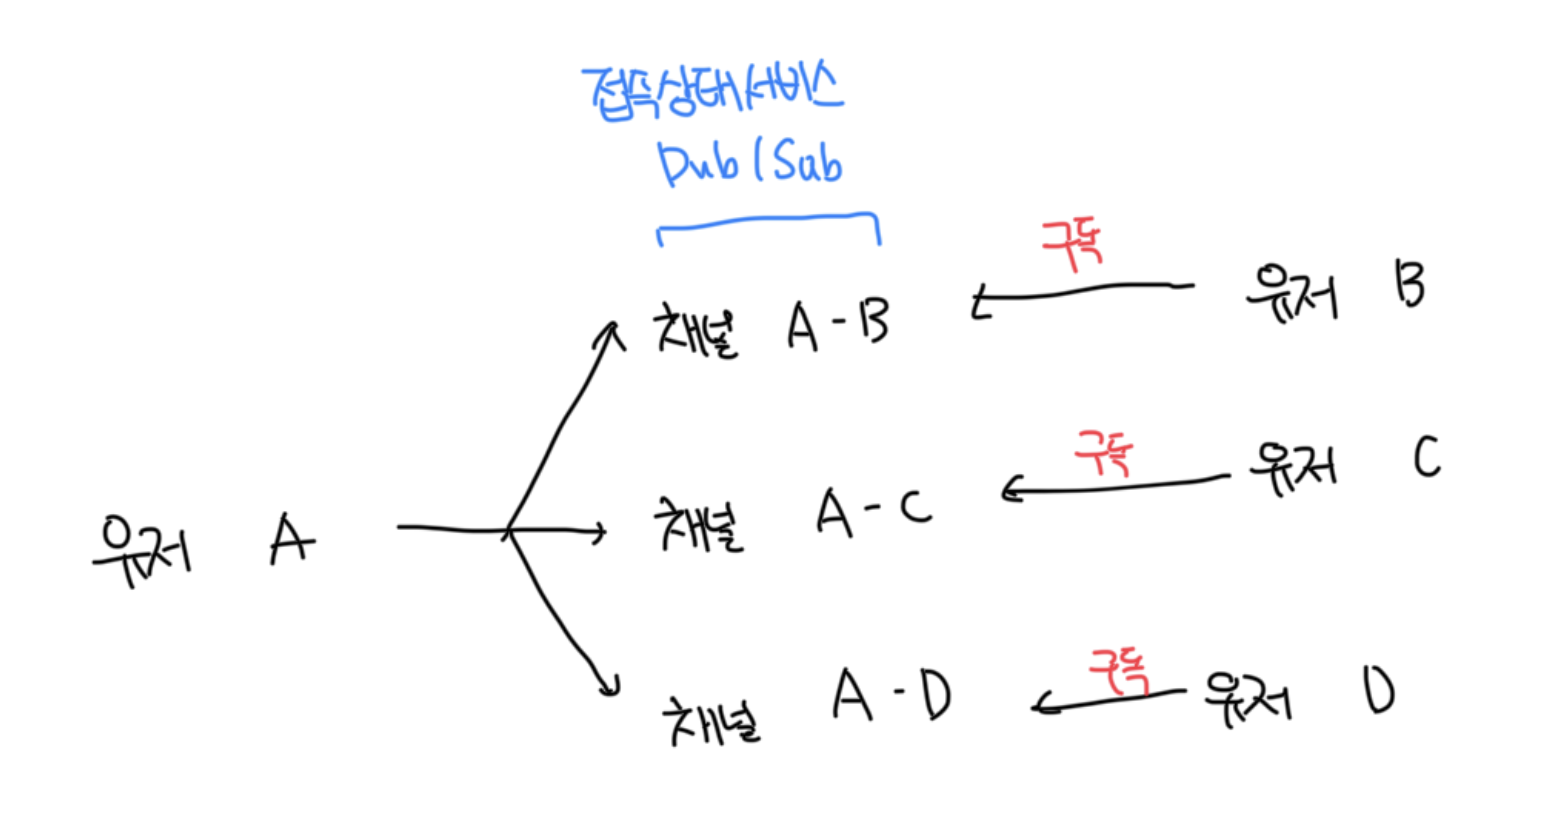 접속상태서비스
Pub/Sub
구독
채널 A-B
유저 B
구독
채널 A-C
유저 C
유저 A
구독
채널 A-D
유저 D